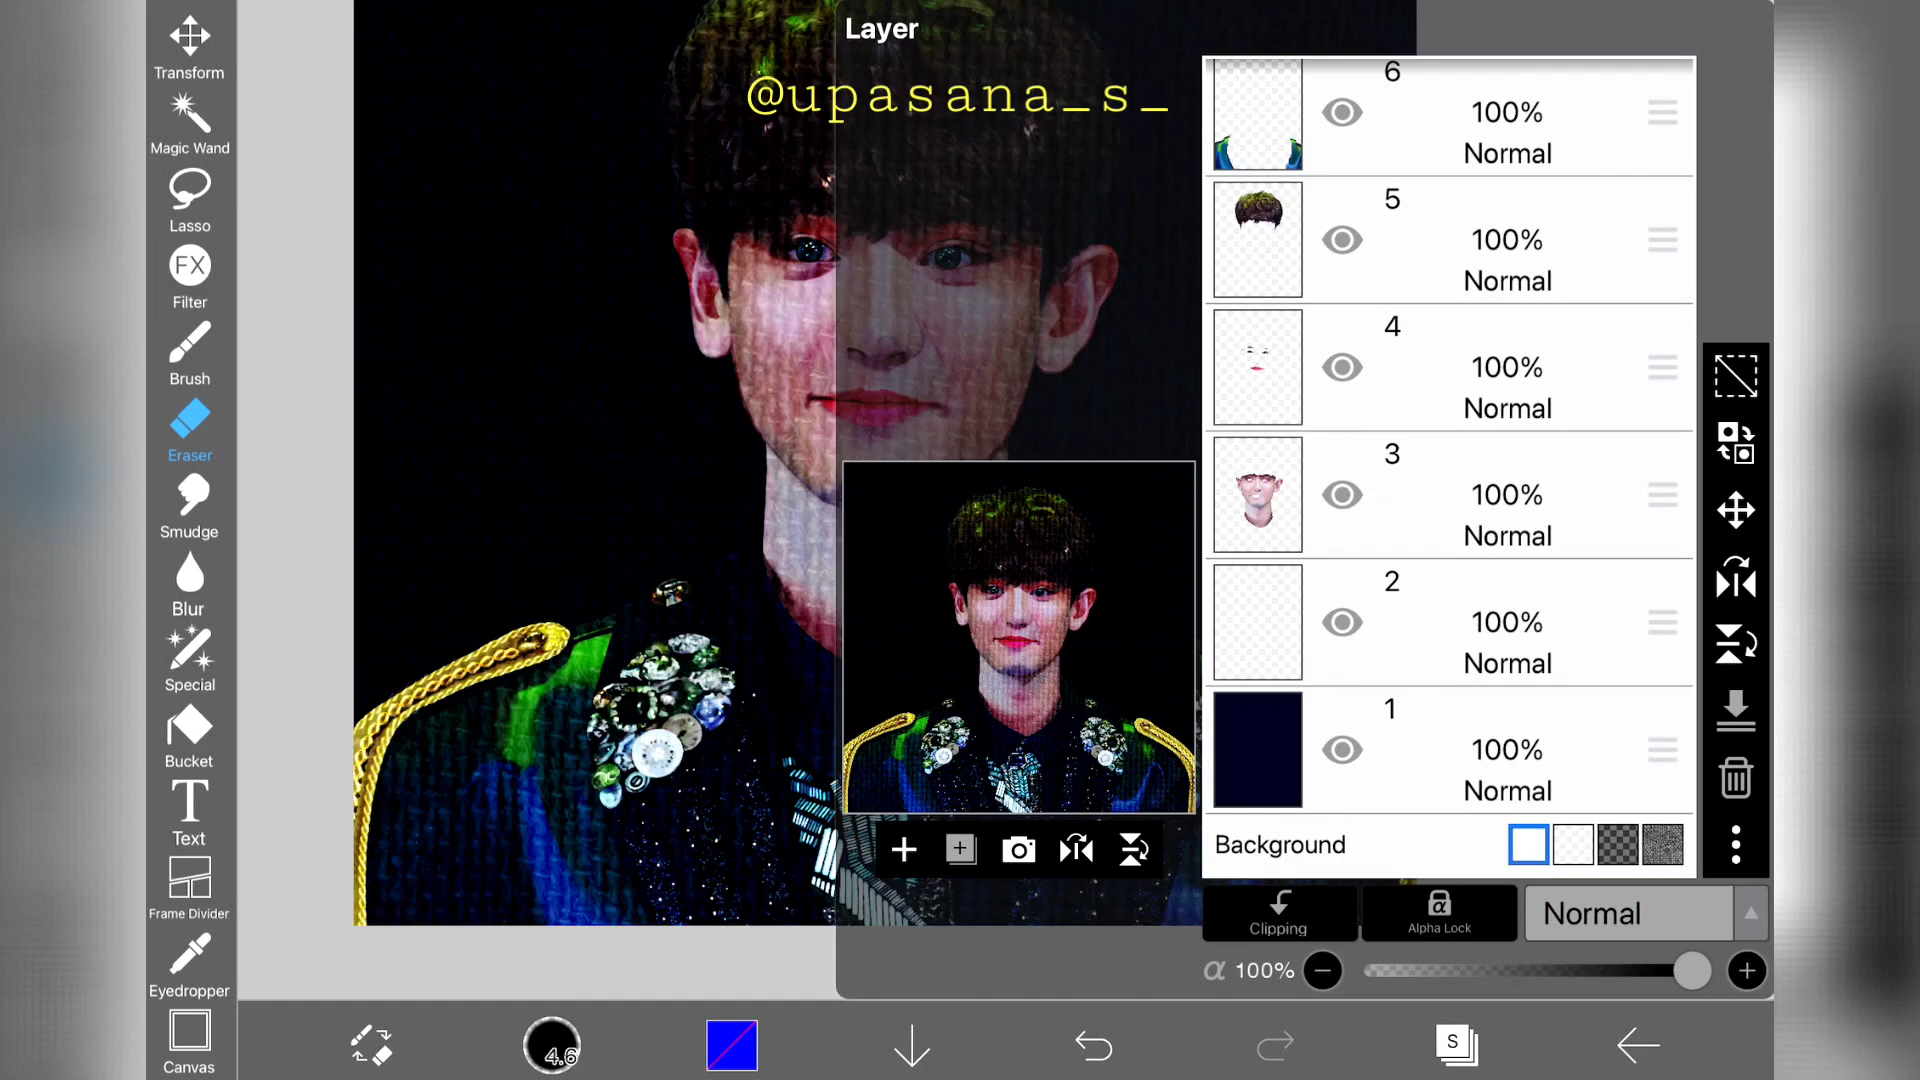 Layer
@upasana_s_
Transform
Magic Wand
Lasso
FX
Filter
Brush
Eraser
Smudge
Blur
Special
Bucket
T
Text
Frame Divider
Eyedropper
Canvas
6
100%
Normal
5
100%
Normal
4
100%
Normal
3
100%
Normal
2
100%
Normal
1
100%
Normal
Background
Clipping
α
Alpha Lock
Normal
α 100%
4.6
S